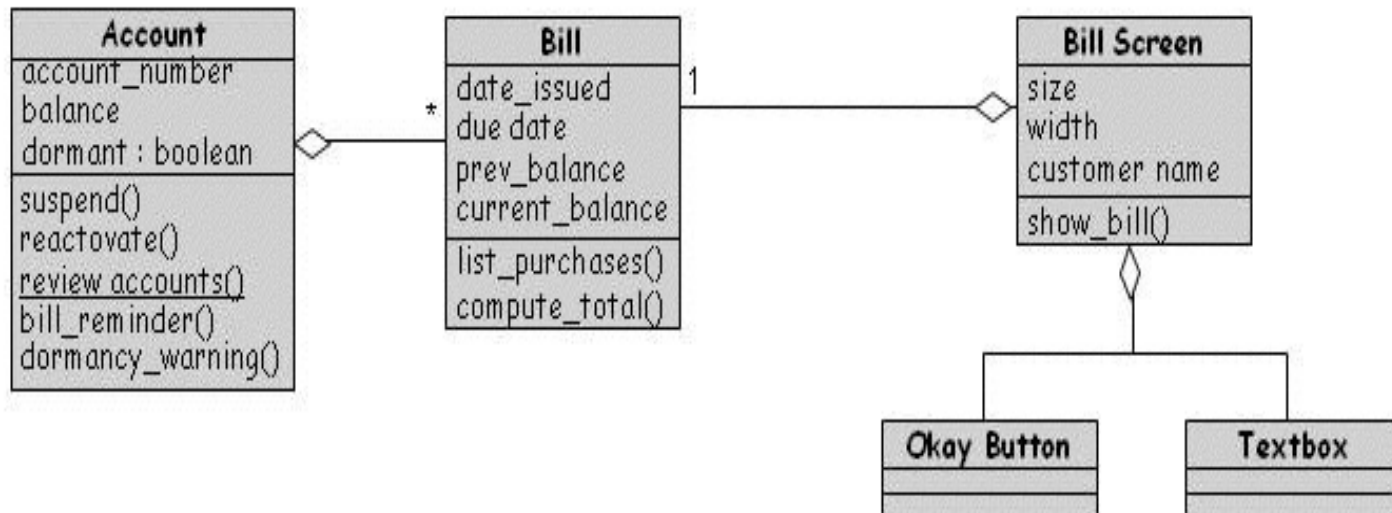 Account
account_number
balance
dormant : boolean
suspend()
reactovate()
review accounts()
bill_reminder()
dormancy_warning()
*
Bill
date_issued
due date
prev_balance
current_balance
list_purchases()
compute_total()
1
Bill Screen
size
width
customer name
show_bill()
Okay Button
Textbox